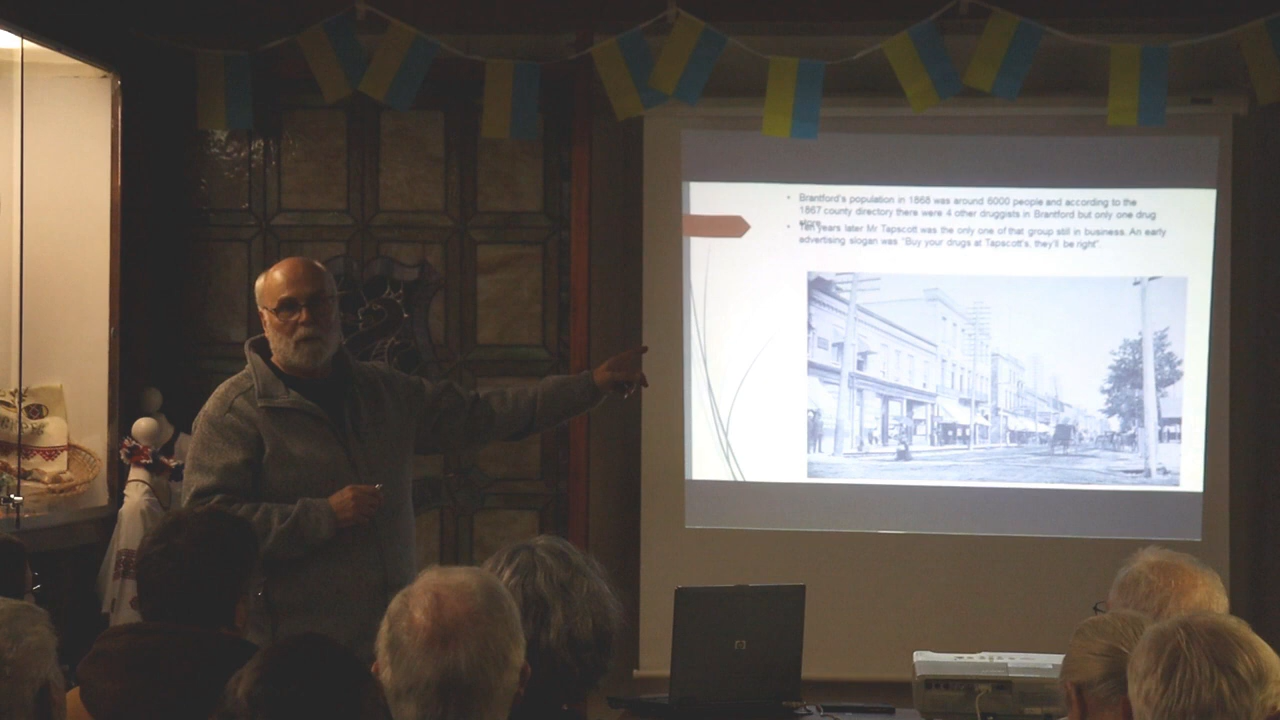 • Brantford's population in 1868 was around 6000 people and according to the
1867 county directory there were 4 other druggists in Brantford but only one drug
store.
• Ten years later Mr Tapscott was the only one of that group still in business. An early
advertising slogan was "Buy your drugs at Tapscott's, they'll be right".
hp